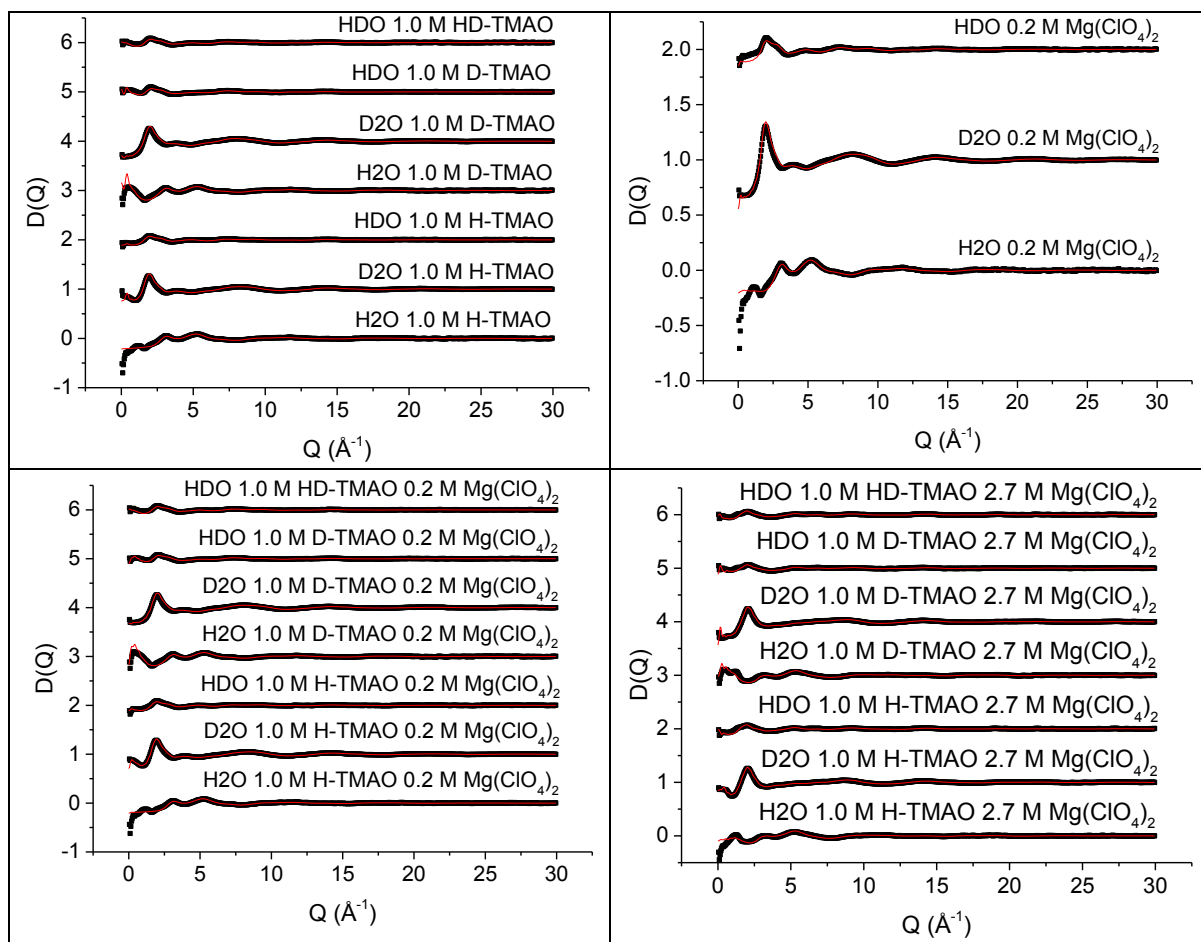 HDO 1.0 M HD-TMAO
HDO 1.0 M D-TMAO
D2O 1.0 M D-TMAO
H2O 1.0 M D-TMAO
HDO 1.0 M H-TMAO
D2O 1.0 M H-TMAO
H2O 1.0 M H-TMAO
6
5
4
3
2
1
0
-1
D(Q)
0 5 10 15 20 25 30
Q (Å⁻¹)
HDO 0.2 M Mg(ClO₄)₂
D2O 0.2 M Mg(ClO₄)₂
H2O 0.2 M Mg(ClO₄)₂
2.0
1.5
1.0
0.5
0.0
-0.5
-1.0
D(Q)
0 5 10 15 20 25 30
Q (Å⁻¹)
HDO 1.0 M HD-TMAO 0.2 M Mg(ClO₄)₂
HDO 1.0 M D-TMAO 0.2 M Mg(ClO₄)₂
D2O 1.0 M D-TMAO 0.2 M Mg(ClO₄)₂
H2O 1.0 M D-TMAO 0.2 M Mg(ClO₄)₂
HDO 1.0 M H-TMAO 0.2 M Mg(ClO₄)₂
D2O 1.0 M H-TMAO 0.2 M Mg(ClO₄)₂
H2O 1.0 M H-TMAO 0.2 M Mg(ClO₄)₂
6
5
4
3
2
1
0
-1
D(Q)
0 5 10 15 20 25 30
Q (Å⁻¹)
HDO 1.0 M HD-TMAO 2.7 M Mg(ClO₄)₂
HDO 1.0 M D-TMAO 2.7 M Mg(ClO₄)₂
D2O 1.0 M D-TMAO 2.7 M Mg(ClO₄)₂
H2O 1.0 M D-TMAO 2.7 M Mg(ClO₄)₂
HDO 1.0 M H-TMAO 2.7 M Mg(ClO₄)₂
D2O 1.0 M H-TMAO 2.7 M Mg(ClO₄)₂
H2O 1.0 M H-TMAO 2.7 M Mg(ClO₄)₂
6
5
4
3
2
1
0
D(Q)
0 5 10 15 20 25 30
Q (Å⁻¹)